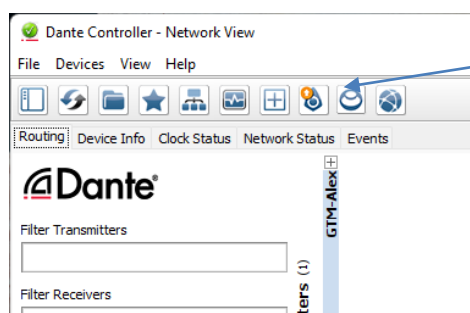 Dante Controller - Network View
File Devices View Help
Routing Device Info Clock Status Network Status Events
Dante®
Filter Transmitters
Filter Receivers
GTM-Alex
(1)